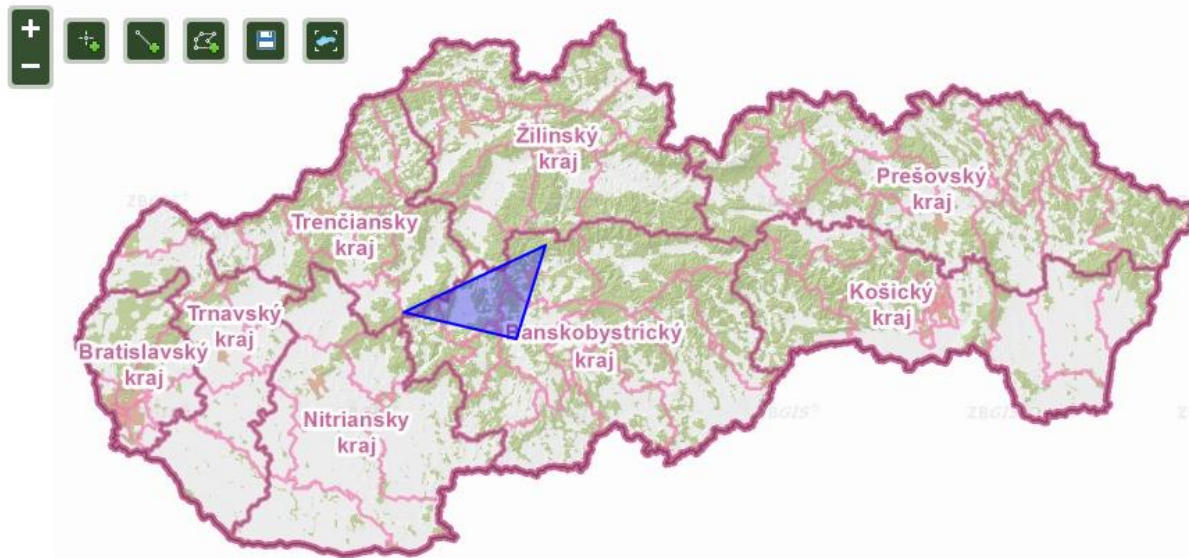 +
−
Žilinský
kraj
Prešovský
kraj
ZBGIS
Trenčiansky
kraj
Košický
kraj
Trnavský
kraj
Banskobystrický
kraj
Bratislavský
kraj
Nitriansky
kraj
ZBGIS®
ZBGIS